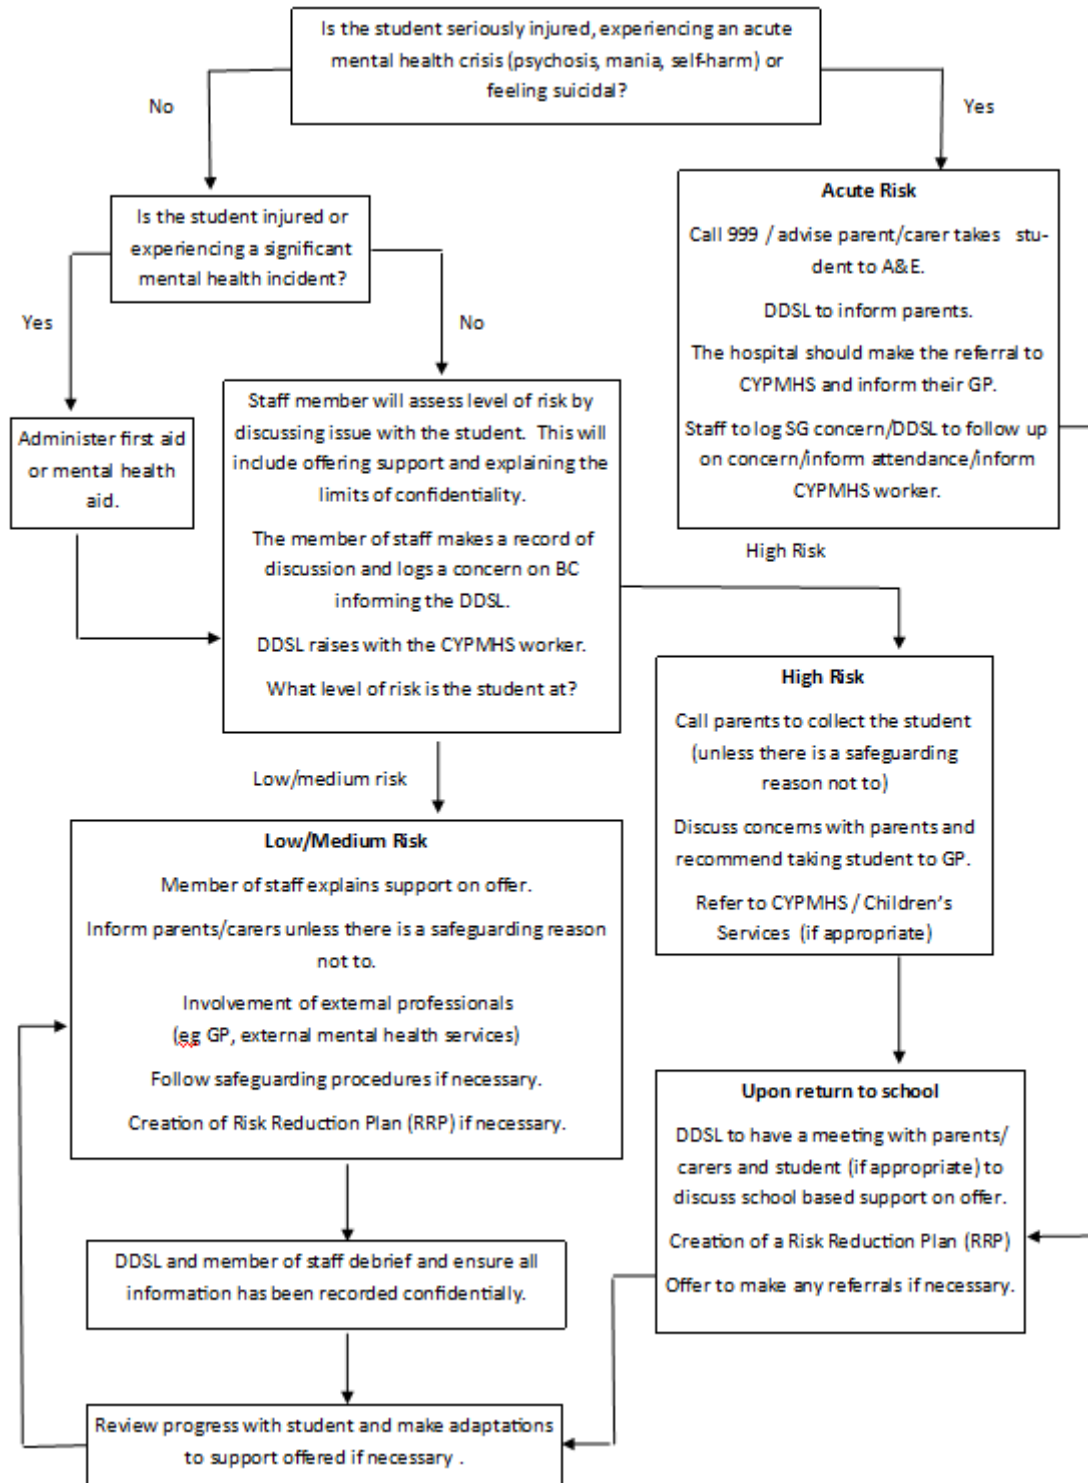 Is the student seriously injured, experiencing an acute
mental health crisis (psychosis, mania, self-harm) or
feeling suicidal?
No
Yes
Is the student injured or
experiencing a significant
mental health incident?
Acute Risk
Call 999 / advise parent/carer takes stu-
dent to A&E.
DDSL to inform parents.
The hospital should make the referral to
CYPMHS and inform their GP.
Staff to log SG concern/DDSL to follow up
on concern/inform attendance/inform
CYPMHS worker.
Yes
No
Administer first aid
or mental health
aid.
Staff member will assess level of risk by
discussing issue with the student. This will
include offering support and explaining the
limits of confidentiality.
The member of staff makes a record of
discussion and logs a concern on BC
informing the DDSL.
DDSL raises with the CYPMHS worker.
What level of risk is the student at?
High Risk
High Risk
Call parents to collect the student
(unless there is a safeguarding
reason not to)
Discuss concerns with parents and
recommend taking student to GP.
Refer to CYPMHS / Children's
Services (if appropriate)
Low/medium risk
Low/Medium Risk
Member of staff explains support on offer.
Inform parents/carers unless there is a safeguarding reason
not to.
Involvement of external professionals
(eg GP, external mental health services)
Follow safeguarding procedures if necessary.
Creation of Risk Reduction Plan (RRP) if necessary.
Upon return to school
DDSL to have a meeting with parents/
carers and student (if appropriate) to
discuss school based support on offer.
Creation of a Risk Reduction Plan (RRP)
Offer to make any referrals if necessary.
DDSL and member of staff debrief and ensure all
information has been recorded confidentially.
Review progress with student and make adaptations
to support offered if necessary .